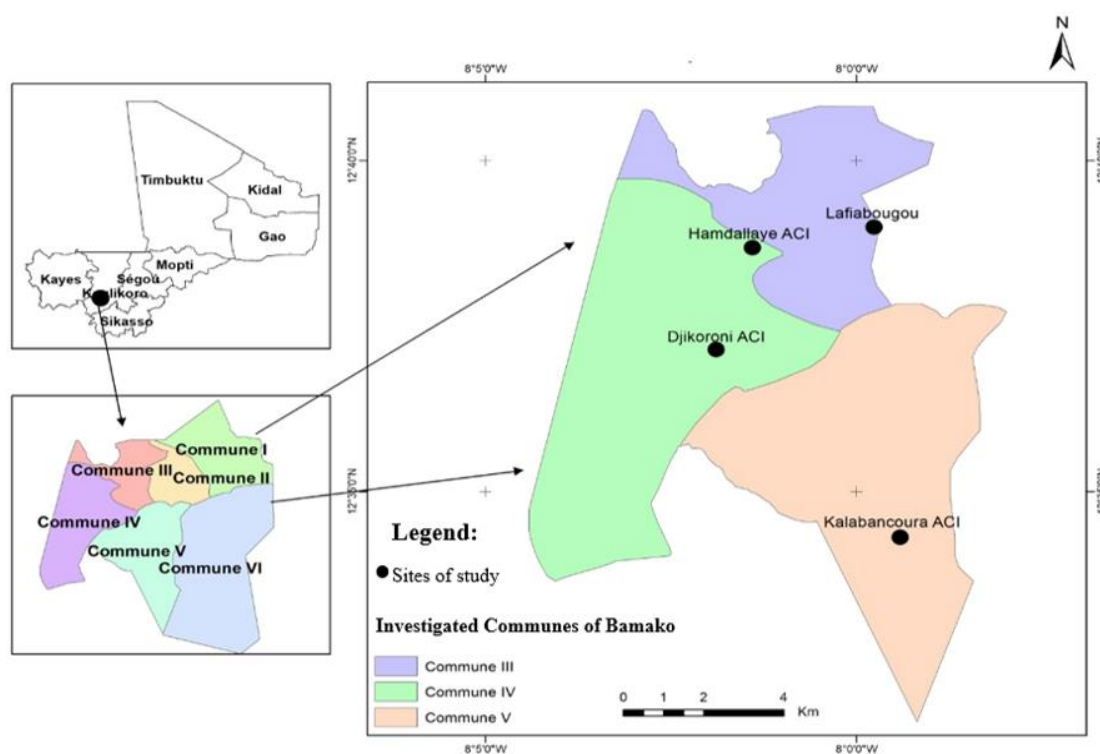 N
8°5'0"W
8°0'0"W
12°40'0"N
12°35'0"N
Timbuktu
Kidal
Gao
Mopti
Kayes
Ségou
Sikasso
Commune I
Commune III
Commune II
Commune IV
Commune V
Commune VI
Lafiabougou
Hamdallaye ACI
Djikoroni ACI
Kalabancoura ACI
Legend:
Sites of study
Investigated Communes of Bamako
Commune III
Commune IV
Commune V
0 1 2 4
Km
8°5'0"W
8°0'0"W